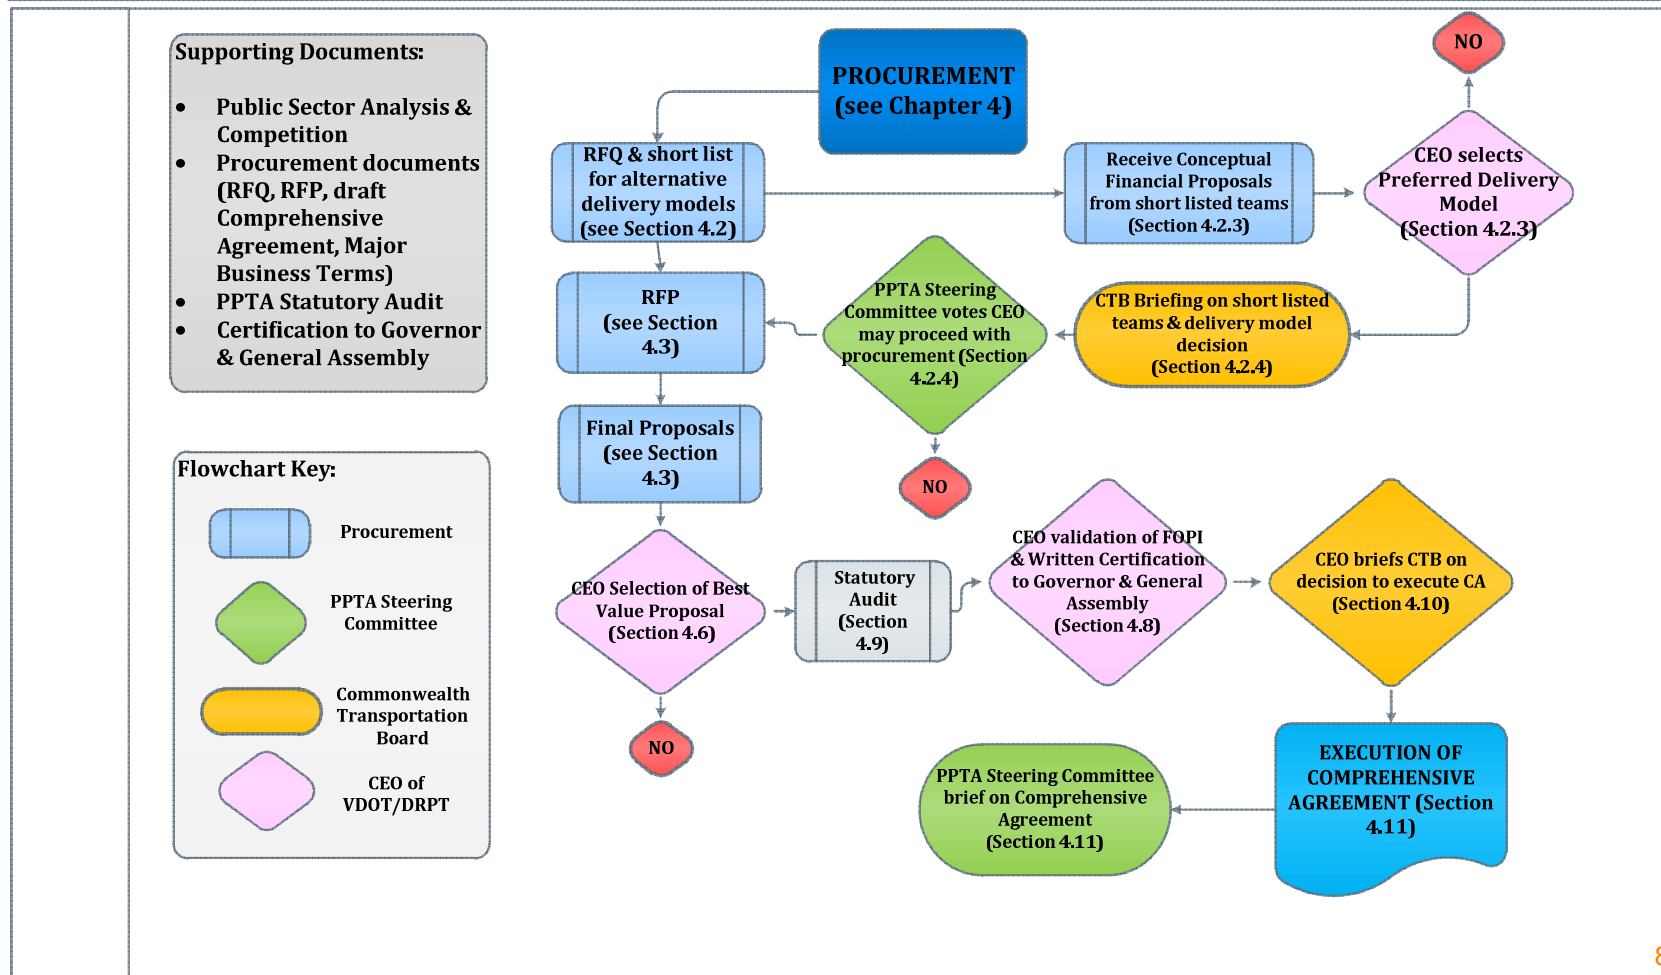 Supporting Documents:
• Public Sector Analysis &
Competition
• Procurement documents
(RFQ, RFP, draft
Comprehensive
Agreement, Major
Business Terms)
• PPTA Statutory Audit
• Certification to Governor
& General Assembly
Flowchart Key:
Procurement
PPTA Steering
Committee
Commonwealth
Transportation
Board
CEO of
VDOT/DRPT
PROCUREMENT
(see Chapter 4)
RFQ & short list
for alternative
delivery models
(see Section 4.2)
Receive Conceptual
Financial Proposals
from short listed teams
(Section 4.2.3)
CEO selects
Preferred Delivery
Model
(Section 4.2.3)
NO
CTB Briefing on short listed
teams & delivery model
decision
(Section 4.2.4)
PPTA Steering
Committee votes CEO
may proceed with
procurement (Section
4.2.4)
NO
RFP
(see Section
4.3)
Final Proposals
(see Section
4.3)
CEO Selection of Best
Value Proposal
(Section 4.6)
NO
Statutory
Audit
(Section
4.9)
CEO validation of FOPI
& Written Certification
to Governor & General
Assembly
(Section 4.8)
CEO briefs CTB on
decision to execute CA
(Section 4.10)
EXECUTION OF
COMPREHENSIVE
AGREEMENT (Section
4.11)
PPTA Steering Committee
brief on Comprehensive
Agreement
(Section 4.11)